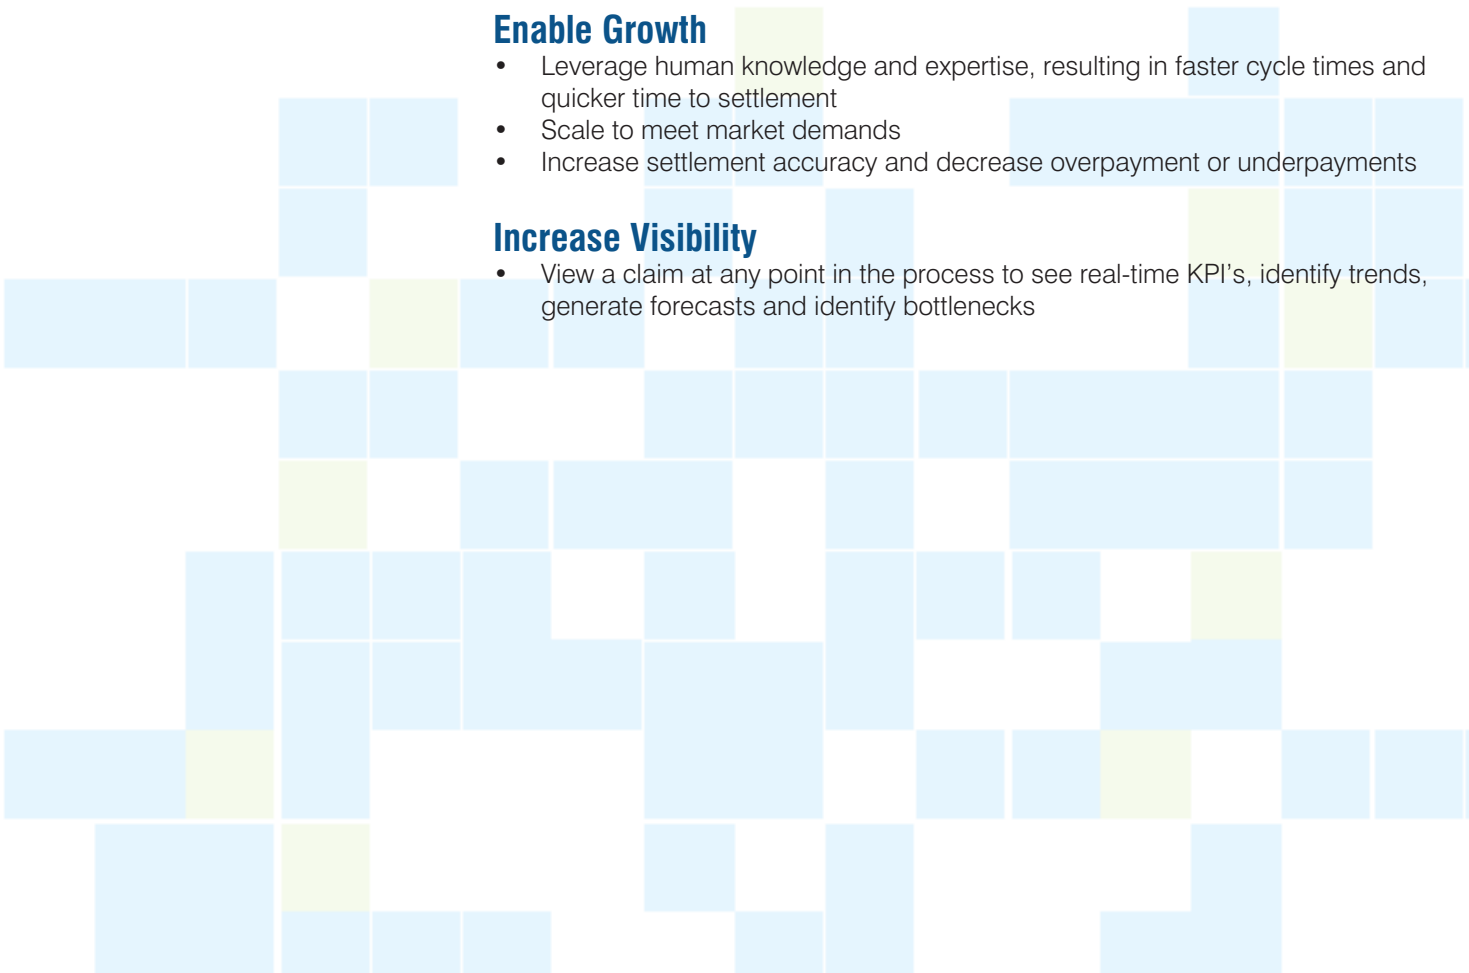 Enable Growth
• Leverage human knowledge and expertise, resulting in faster cycle times and
quicker time to settlement
• Scale to meet market demands
• Increase settlement accuracy and decrease overpayment or underpayments
Increase Visibility
• View a claim at any point in the process to see real-time KPI's, identify trends,
generate forecasts and identify bottlenecks